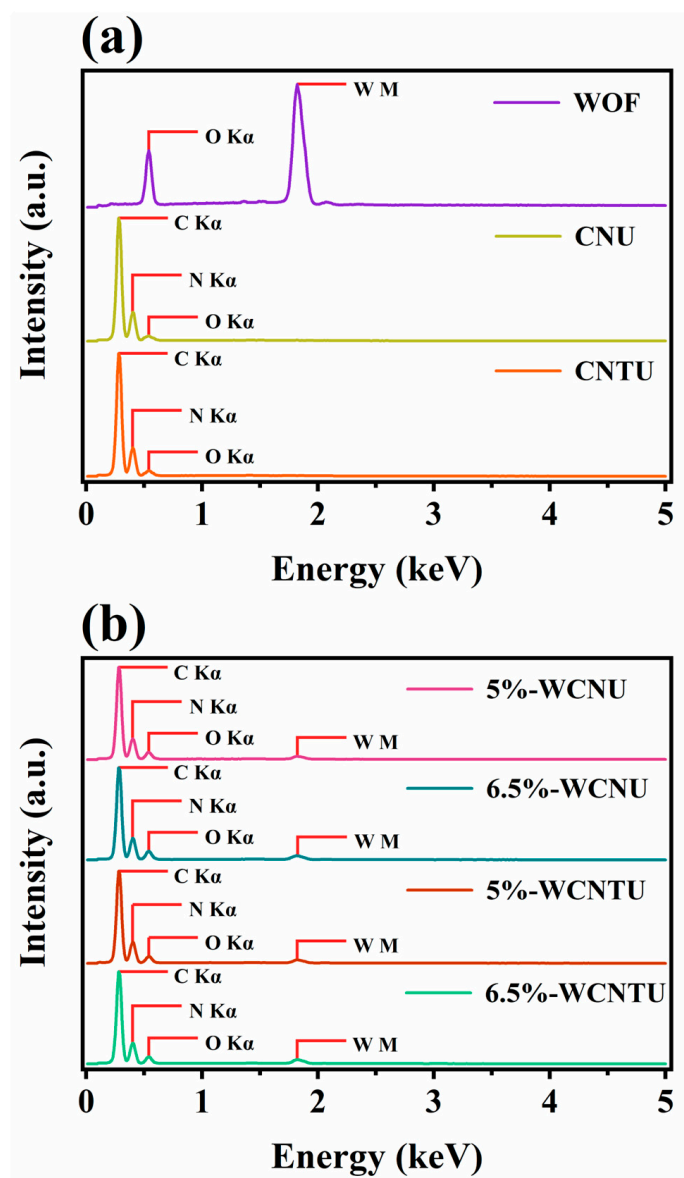 (a)
Intensity (a.u.)
W M
WOF
O Kα
C Kα
CNU
N Kα
O Kα
C Kα
CNTU
N Kα
O Kα
0 1 2 3 4 5
Energy (keV)
(b)
Intensity (a.u.)
C Kα
5%-WCNU
N Kα
O Kα
W M
C Kα
6.5%-WCNU
N Kα
O Kα
W M
C Kα
5%-WCNTU
N Kα
O Kα
W M
C Kα
6.5%-WCNTU
N Kα
O Kα
W M
0 1 2 3 4 5
Energy (keV)